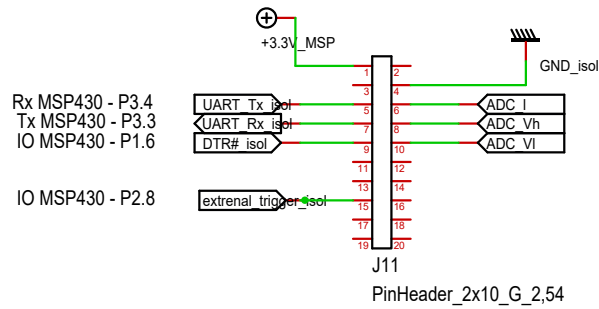 +3.3V_MSP
GND_isol
1 2
3 4
Rx MSP430 - P3.4 UART_Tx_isol 5 6 ADC_I
Tx MSP430 - P3.3 UART_Rx_isol 7 8 ADC_Vh
IO MSP430 - P1.6 DTR#_isol 9 10 ADC_Vl
11 12
13 14
IO MSP430 - P2.8 extrenal_trigger_isol 15 16
17 18
19 20
J11
PinHeader_2x10_G_2,54